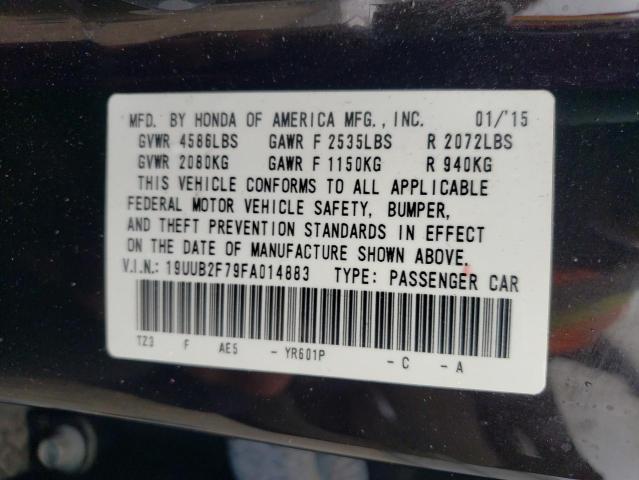 MFD. BY HONDA OF AMERICA MFG., INC. 01/'15
GVWR 4586LBS GAWR F 2535LBS R 2072LBS
GVWR 2080KG GAWR F 1150KG R 940KG
THIS VEHICLE CONFORMS TO ALL APPLICABLE
FEDERAL MOTOR VEHICLE SAFETY, BUMPER,
AND THEFT PREVENTION STANDARDS IN EFFECT
ON THE DATE OF MANUFACTURE SHOWN ABOVE.
V.I.N.: 19UUB2F79FA014883 TYPE: PASSENGER CAR
TZ3 F AE5 - YR601P - C - A